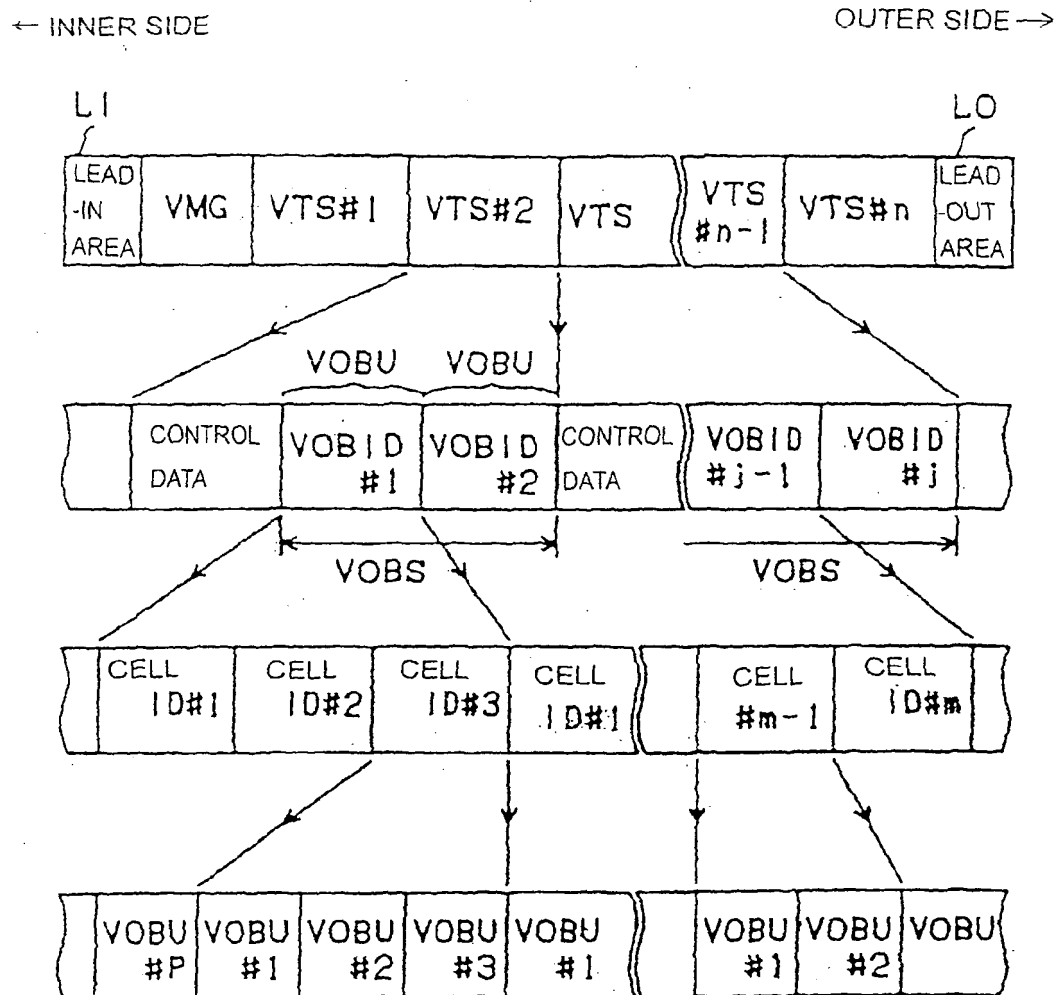 ← INNER SIDE
OUTER SIDE →
LI
LO
LEAD
-IN
AREA
VMG
VTS#1
VTS#2
VTS
VTS
#n-1
VTS#n
LEAD
-OUT
AREA
VOBU
VOBU
CONTROL
DATA
VOBID
#1
VOBID
#2
CONTROL
DATA
VOBID
#j-1
VOBID
#j
VOBS
VOBS
CELL
ID#1
CELL
ID#2
CELL
ID#3
CELL
ID#1
CELL
#m-1
CELL
ID#m
VOBU
#P
VOBU
#1
VOBU
#2
VOBU
#3
VOBU
#1
VOBU
#1
VOBU
#2
VOBU